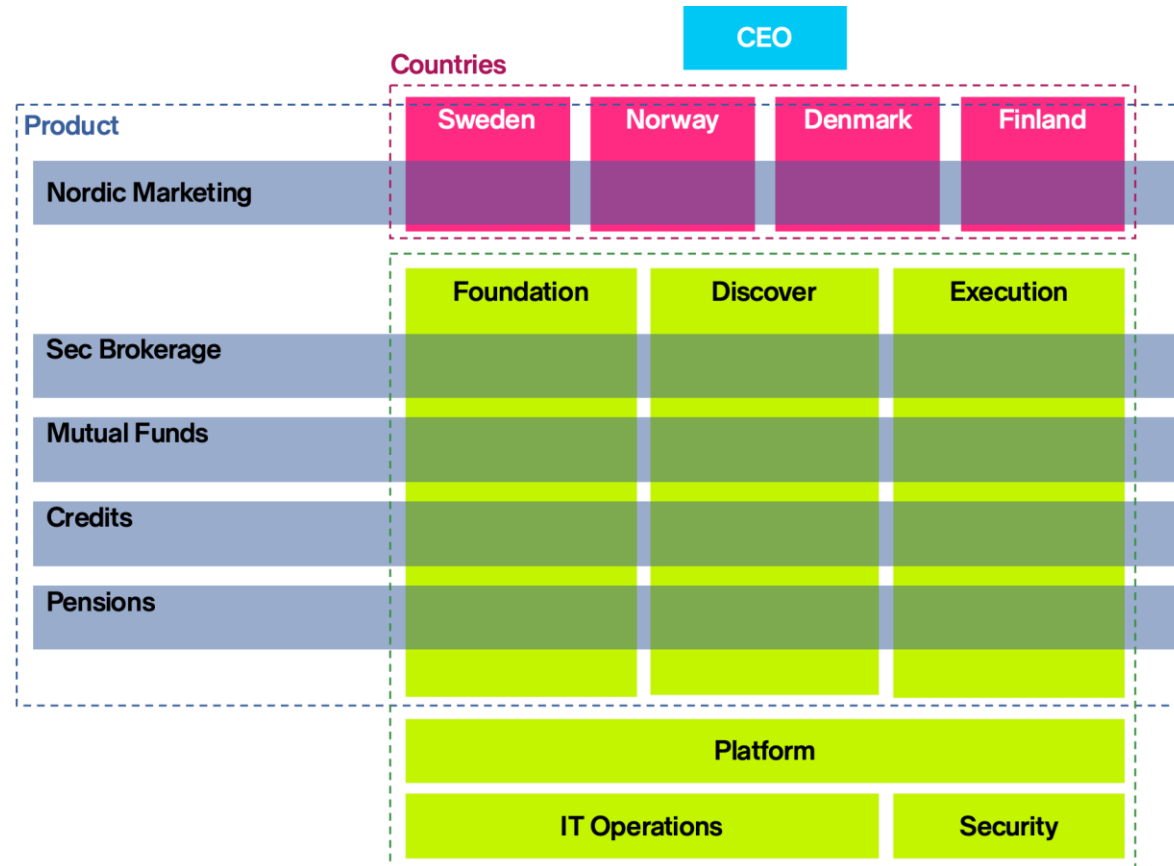 CEO
Countries
Product
Sweden
Norway
Denmark
Finland
Nordic Marketing
Foundation
Discover
Execution
Sec Brokerage
Mutual Funds
Credits
Pensions
Platform
IT Operations
Security